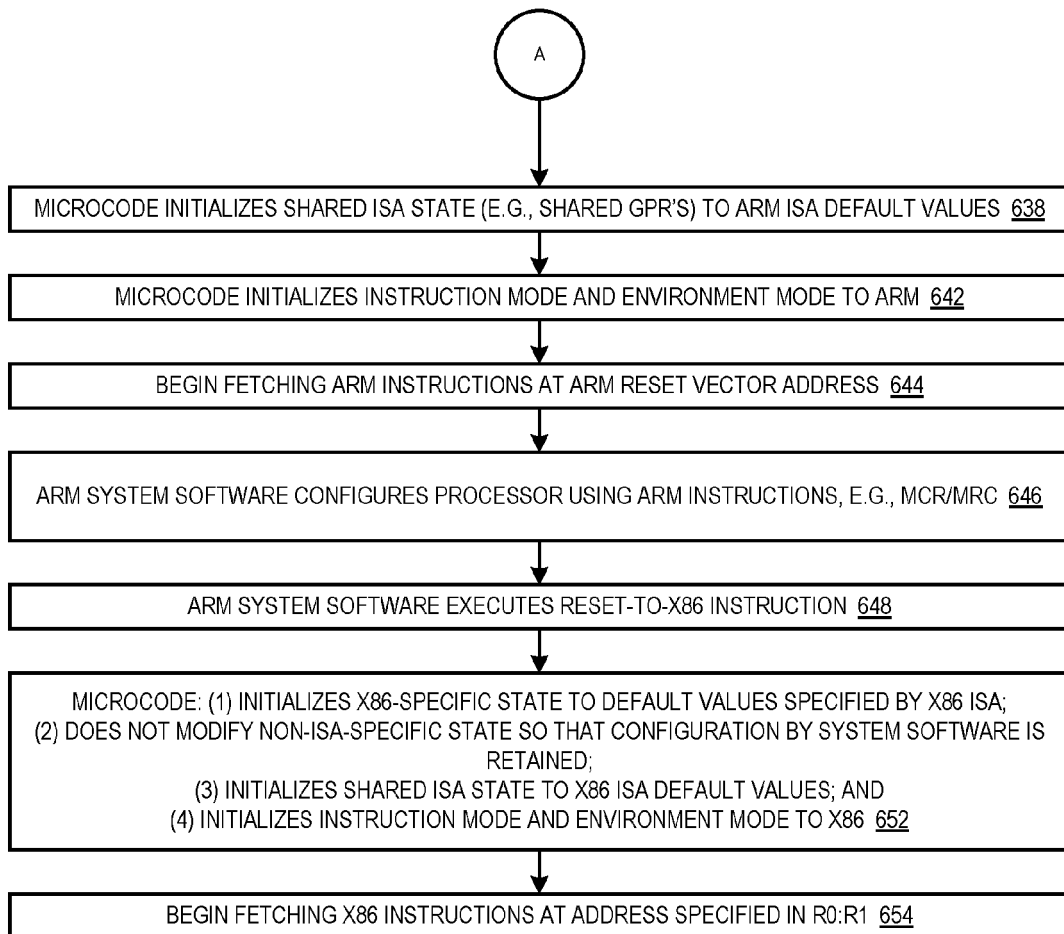 A
MICROCODE INITIALIZES SHARED ISA STATE (E.G., SHARED GPR'S) TO ARM ISA DEFAULT VALUES 638
MICROCODE INITIALIZES INSTRUCTION MODE AND ENVIRONMENT MODE TO ARM 642
BEGIN FETCHING ARM INSTRUCTIONS AT ARM RESET VECTOR ADDRESS 644
ARM SYSTEM SOFTWARE CONFIGURES PROCESSOR USING ARM INSTRUCTIONS, E.G., MCR/MRC 646
ARM SYSTEM SOFTWARE EXECUTES RESET-TO-X86 INSTRUCTION 648
MICROCODE: (1) INITIALIZES X86-SPECIFIC STATE TO DEFAULT VALUES SPECIFIED BY X86 ISA;
(2) DOES NOT MODIFY NON-ISA-SPECIFIC STATE SO THAT CONFIGURATION BY SYSTEM SOFTWARE IS
RETAINED;
(3) INITIALIZES SHARED ISA STATE TO X86 ISA DEFAULT VALUES; AND
(4) INITIALIZES INSTRUCTION MODE AND ENVIRONMENT MODE TO X86 652
BEGIN FETCHING X86 INSTRUCTIONS AT ADDRESS SPECIFIED IN R0:R1 654